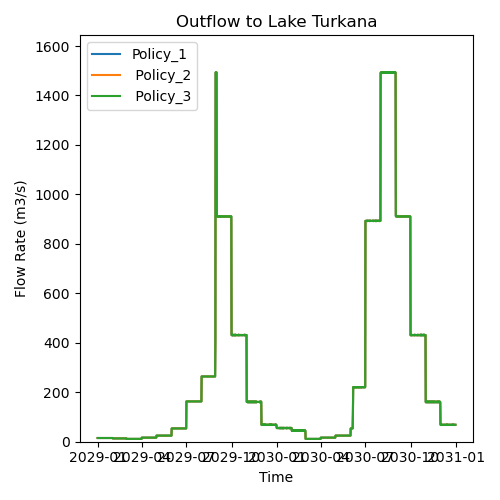 Outflow to Lake Turkana
Policy_1
Policy_2
Policy_3
Flow Rate (m3/s)
1600
1400
1200
1000
800
600
400
200
0
2029-01 2029-04 2029-07 2029-10 2030-01 2030-04 2030-07 2030-10 2031-01
Time